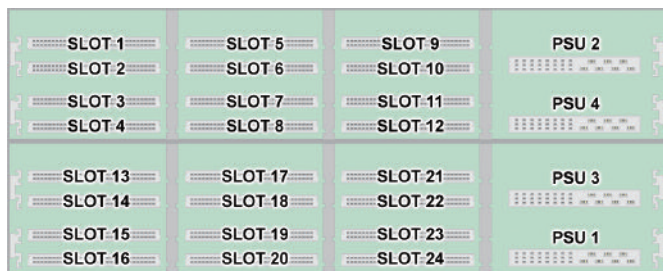 SLOT 1 SLOT 5 SLOT 9 PSU 2
SLOT 2 SLOT 6 SLOT 10
SLOT 3 SLOT 7 SLOT 11 PSU 4
SLOT 4 SLOT 8 SLOT 12
SLOT 13 SLOT 17 SLOT 21 PSU 3
SLOT 14 SLOT 18 SLOT 22
SLOT 15 SLOT 19 SLOT 23 PSU 1
SLOT 16 SLOT 20 SLOT 24